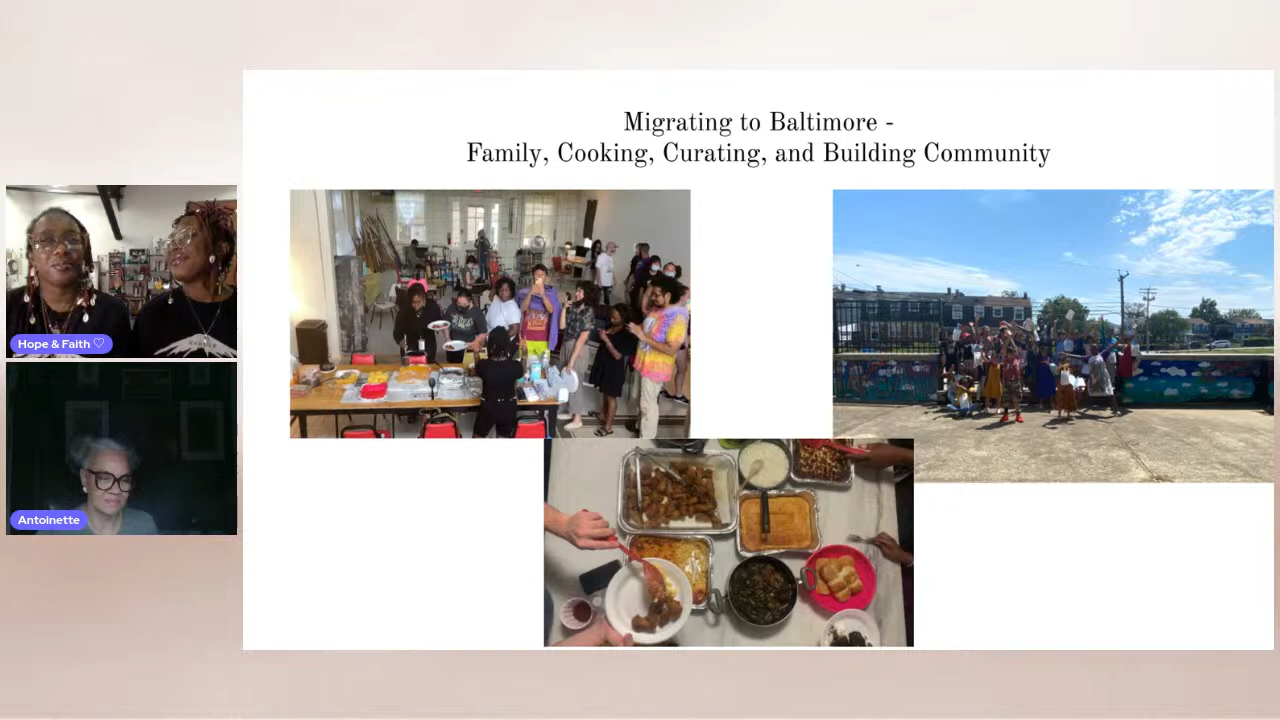 Migrating to Baltimore -
Family, Cooking, Curating, and Building Community
Hope & Faith ♡
Antoinette